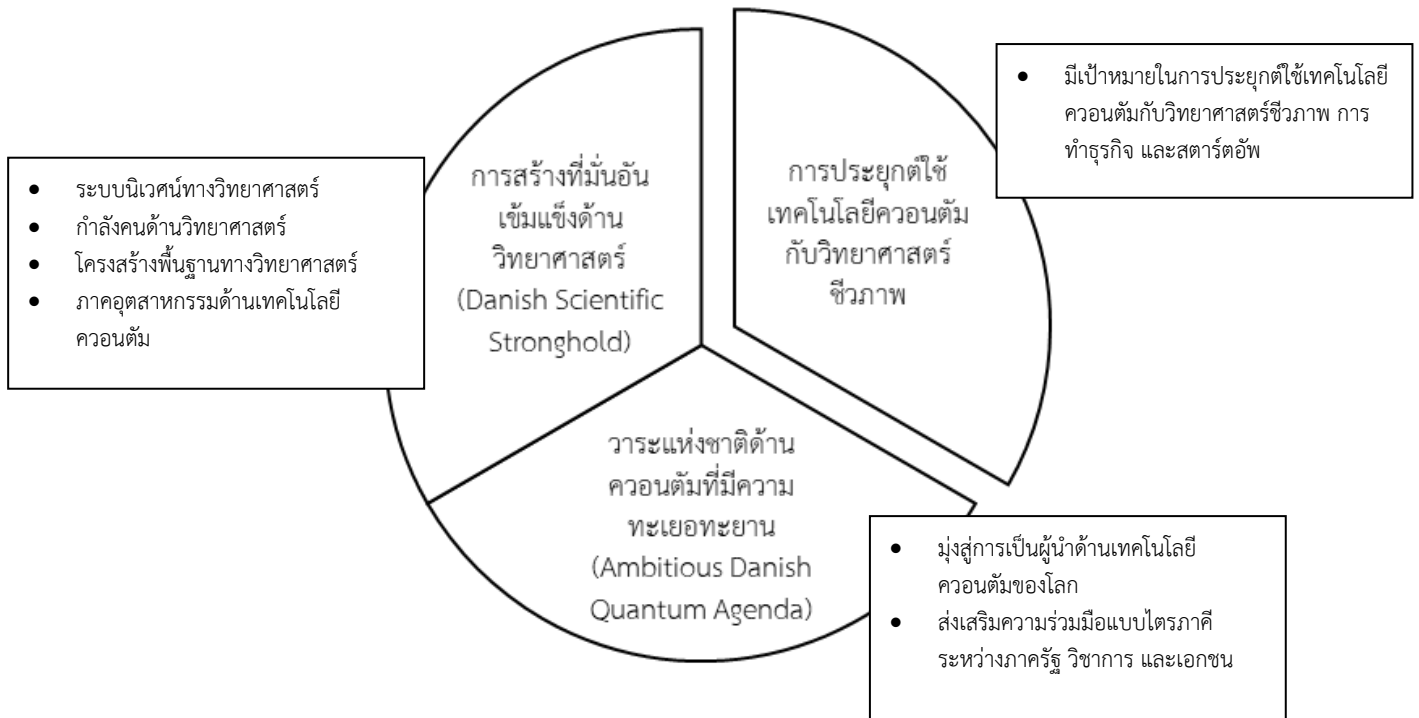 • มีเป้าหมายในการประยุกต์ใช้เทคโนโลยี
ควอนตัมกับวิทยาศาสตร์ชีวภาพ การ
ทำธุรกิจ และสตาร์ตอัพ
• ระบบนิเวศน์ทางวิทยาศาสตร์
• กำลังคนด้านวิทยาศาสตร์
• โครงสร้างพื้นฐานทางวิทยาศาสตร์
• ภาคอุตสาหกรรมด้านเทคโนโลยี
ควอนตัม
การสร้างที่มั่นอัน
เข้มแข็งด้าน
วิทยาศาสตร์
(Danish Scientific
Stronghold)
การประยุกต์ใช้
เทคโนโลยีควอนตัม
กับวิทยาศาสตร์
ชีวภาพ
วาระแห่งชาติด้าน
ควอนตัมที่มีความ
ทะเยอทะยาน
(Ambitious Danish
Quantum Agenda)
• มุ่งสู่การเป็นผู้นำด้านเทคโนโลยี
ควอนตัมของโลก
• ส่งเสริมความร่วมมือแบบไตรภาคี
ระหว่างภาครัฐ วิชาการ และเอกชน